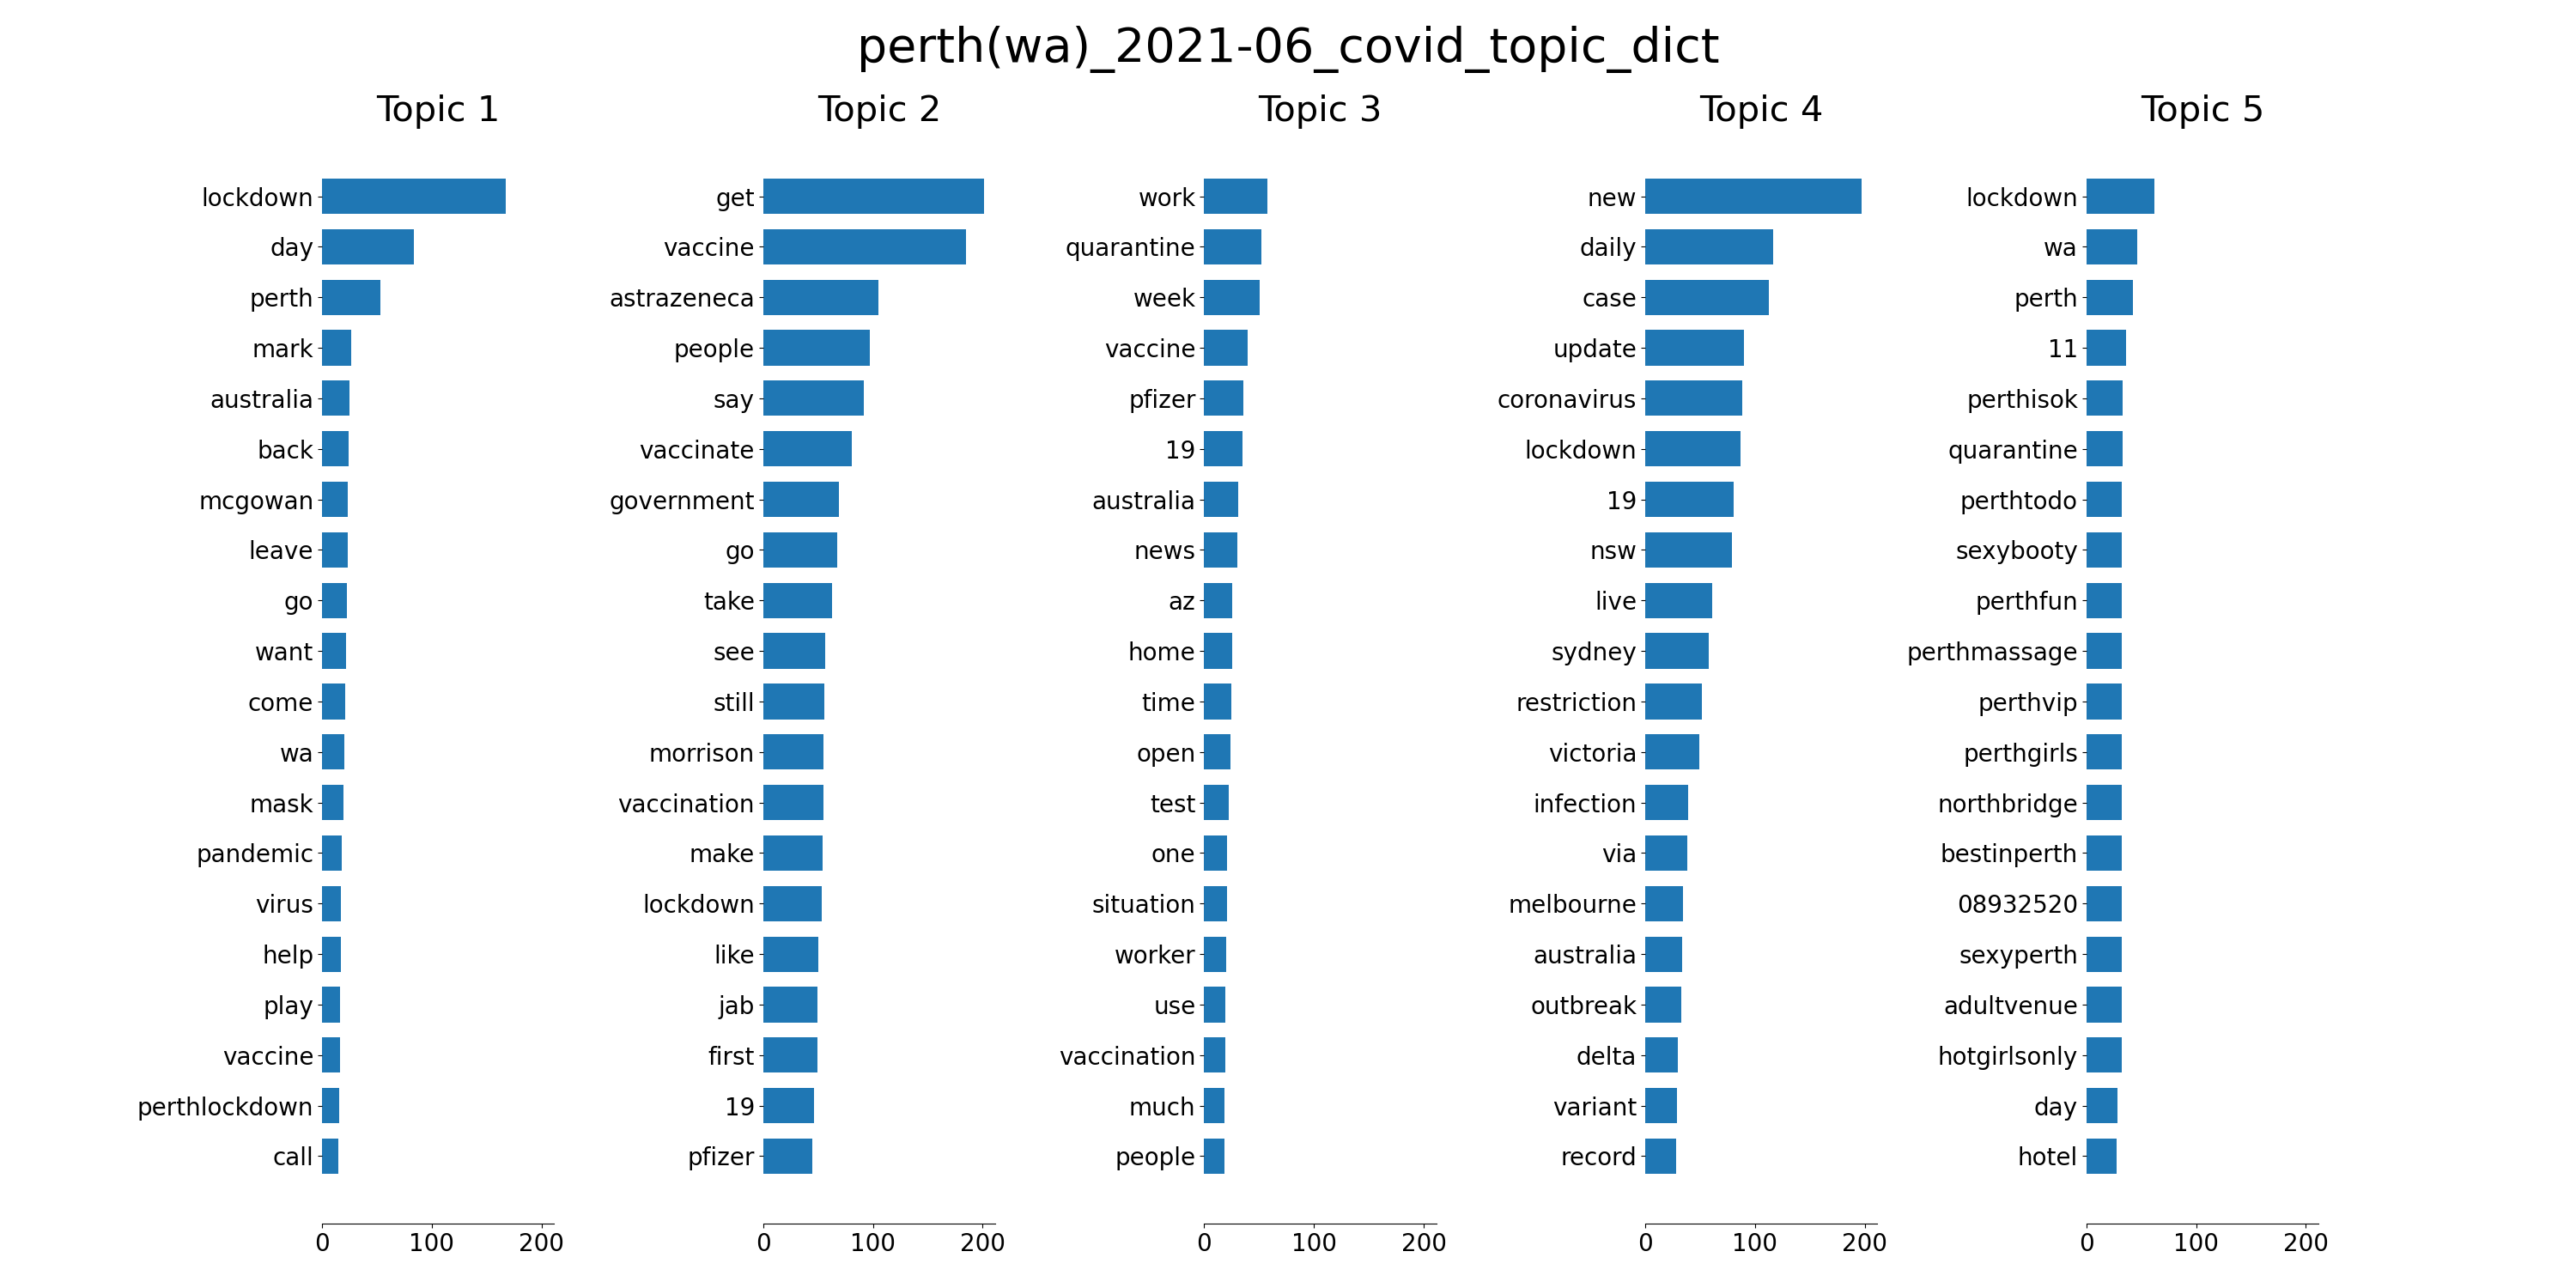 perth(wa)_2021-06_covid_topic_dict
Topic 1
lockdown
day
perth
mark
australia
back
mcgowan
leave
go
want
come
wa
mask
pandemic
virus
help
play
vaccine
perthlockdown
call
0 100 200
Topic 2
get
vaccine
astrazeneca
people
say
vaccinate
government
go
take
see
still
morrison
vaccination
make
lockdown
like
jab
first
19
pfizer
0 100 200
Topic 3
work
quarantine
week
vaccine
pfizer
19
australia
news
az
home
time
open
test
one
situation
worker
use
vaccination
much
people
0 100 200
Topic 4
new
daily
case
update
coronavirus
lockdown
19
nsw
live
sydney
restriction
victoria
infection
via
melbourne
australia
outbreak
delta
variant
record
0 100 200
Topic 5
lockdown
wa
perth
11
perthisok
quarantine
perthtodo
sexybooty
perthfun
perthmassage
perthvip
perthgirls
northbridge
bestinperth
08932520
sexyperth
adultvenue
hotgirlsonly
day
hotel
0 100 200